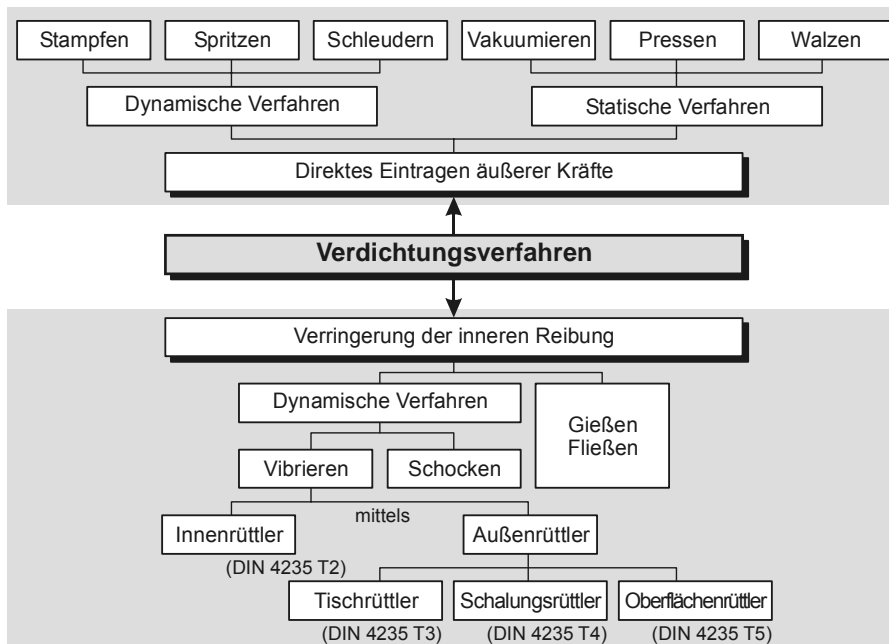 Stampfen Spritzen Schleudern Vakuumieren Pressen Walzen
Dynamische Verfahren Statische Verfahren
Direktes Eintragen äußerer Kräfte
Verdichtungsverfahren
Verringerung der inneren Reibung
Dynamische Verfahren
Gießen
Fließen
Vibrieren Schocken
mittels
Innenrüttler Außenrüttler
(DIN 4235 T2)
Tischrüttler Schalungsrüttler Oberflächenrüttler
(DIN 4235 T3) (DIN 4235 T4) (DIN 4235 T5)